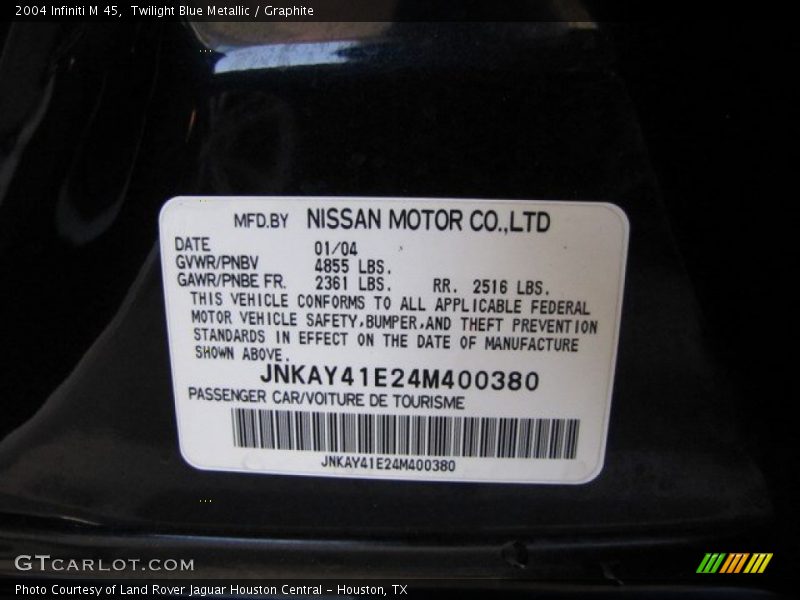 2004 Infiniti M 45, Twilight Blue Metallic / Graphite
MFD.BY NISSAN MOTOR CO.,LTD
DATE 01/04
GVWR/PNBV 4855 LBS.
GAWR/PNBE FR. 2361 LBS. RR. 2516 LBS.
THIS VEHICLE CONFORMS TO ALL APPLICABLE FEDERAL
MOTOR VEHICLE SAFETY,BUMPER,AND THEFT PREVENTION
STANDARDS IN EFFECT ON THE DATE OF MANUFACTURE
SHOWN ABOVE.
JNKAY41E24M400380
PASSENGER CAR/VOITURE DE TOURISME
JNKAY41E24M400380
GTCARLOT.COM
Photo Courtesy of Land Rover Jaguar Houston Central - Houston, TX